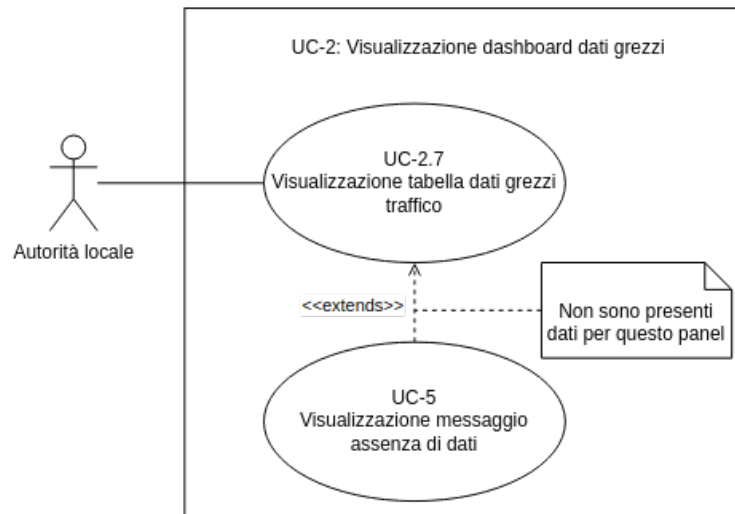 UC-2: Visualizzazione dashboard dati grezzi
UC-2.7
Visualizzazione tabella dati grezzi
traffico
Autorità locale
<<extends>>
Non sono presenti
dati per questo panel
UC-5
Visualizzazione messaggio
assenza di dati